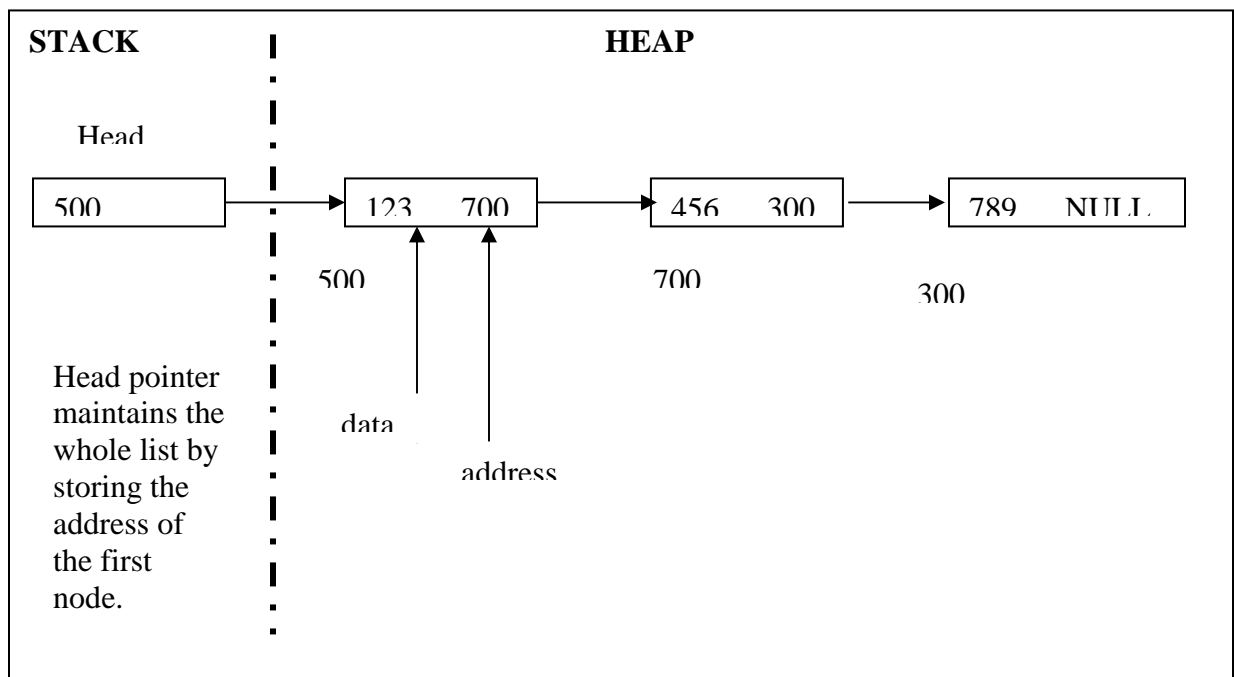 STACK HEAP
Head
500 123 700 456 300 789 NULL
500 700 300
data
address
Head pointer
maintains the
whole list by
storing the
address of
the first
node.